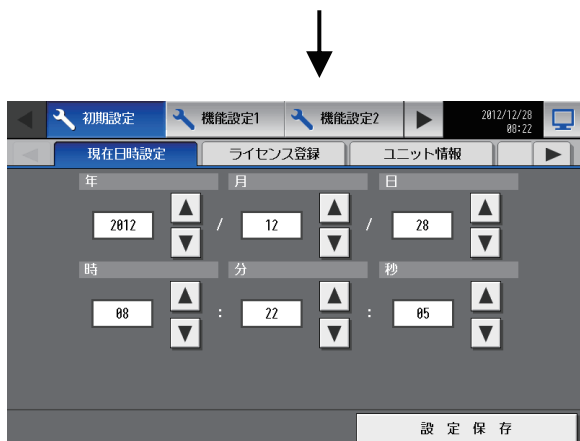 初期設定 機能設定1 機能設定2 2012/12/28
08:22
現在日時設定 ライセンス登録 ユニット情報
年 月 日
2012 / 12 / 28
時 分 秒
08 : 22 : 05
設定保存